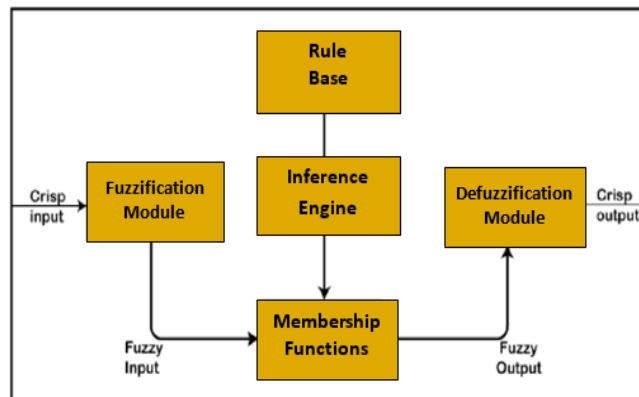 Rule
Base
Crisp
input
Fuzzification
Module
Inference
Engine
Defuzzification
Module
Crisp
output
Membership
Functions
Fuzzy
Input
Fuzzy
Output